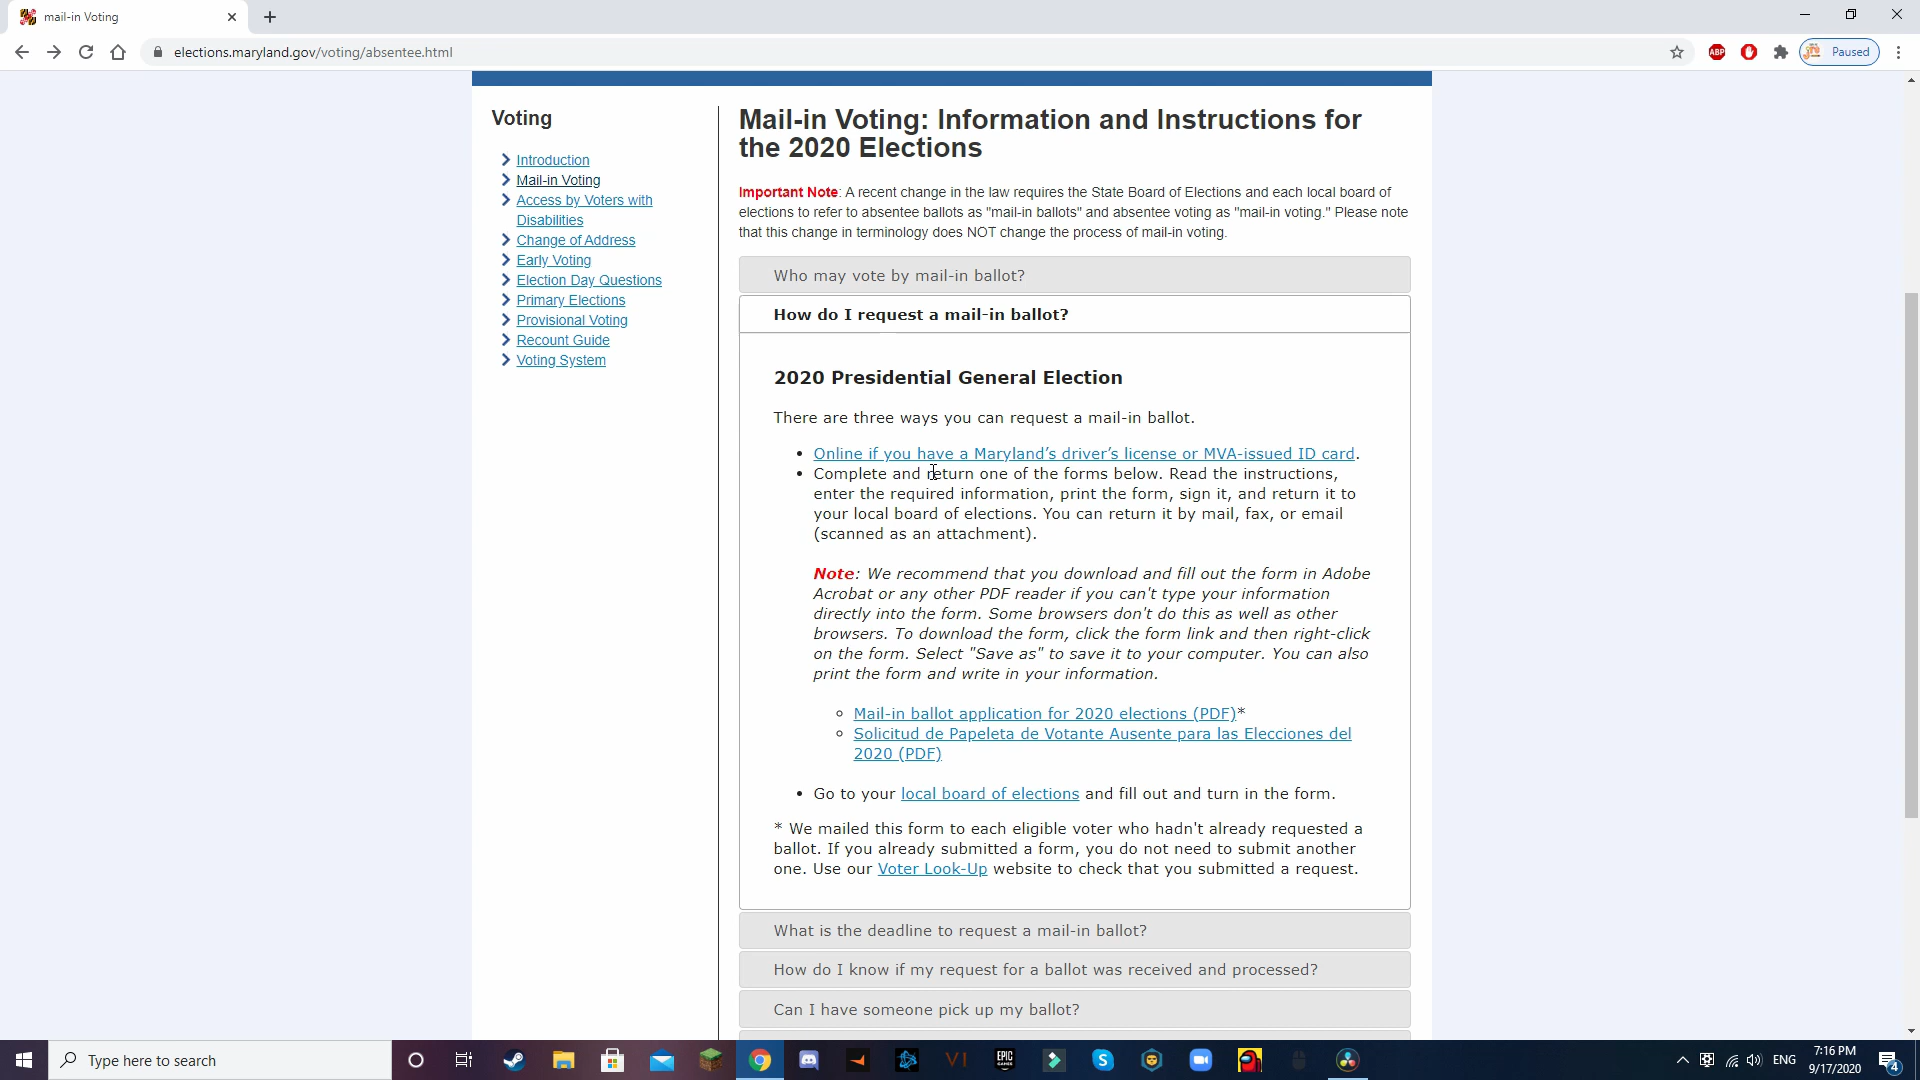 mail-in Voting
elections.maryland.gov/voting/absentee.html
ABP
Paused
Voting
Introduction
Mail-in Voting
Access by Voters with
Disabilities
Change of Address
Early Voting
Election Day Questions
Primary Elections
Provisional Voting
Recount Guide
Voting System
Mail-in Voting: Information and Instructions for
the 2020 Elections
Important Note: A recent change in the law requires the State Board of Elections and each local board of
elections to refer to absentee ballots as "mail-in ballots" and absentee voting as "mail-in voting." Please note
that this change in terminology does NOT change the process of mail-in voting.
Who may vote by mail-in ballot?
How do I request a mail-in ballot?
2020 Presidential General Election
There are three ways you can request a mail-in ballot.
• Online if you have a Maryland’s driver’s license or MVA-issued ID card.
• Complete and return one of the forms below. Read the instructions,
enter the required information, print the form, sign it, and return it to
your local board of elections. You can return it by mail, fax, or email
(scanned as an attachment).
Note: We recommend that you download and fill out the form in Adobe
Acrobat or any other PDF reader if you can't type your information
directly into the form. Some browsers don't do this as well as other
browsers. To download the form, click the form link and then right-click
on the form. Select "Save as" to save it to your computer. You can also
print the form and write in your information.
Mail-in ballot application for 2020 elections (PDF)*
Solicitud de Papeleta de Votante Ausente para las Elecciones del
2020 (PDF)
• Go to your local board of elections and fill out and turn in the form.
* We mailed this form to each eligible voter who hadn't already requested a
ballot. If you already submitted a form, you do not need to submit another
one. Use our Voter Look-Up website to check that you submitted a request.
What is the deadline to request a mail-in ballot?
How do I know if my request for a ballot was received and processed?
Can I have someone pick up my ballot?
Type here to search
V1
EPIC
GAMES
ENG
7:16 PM
9/17/2020
4